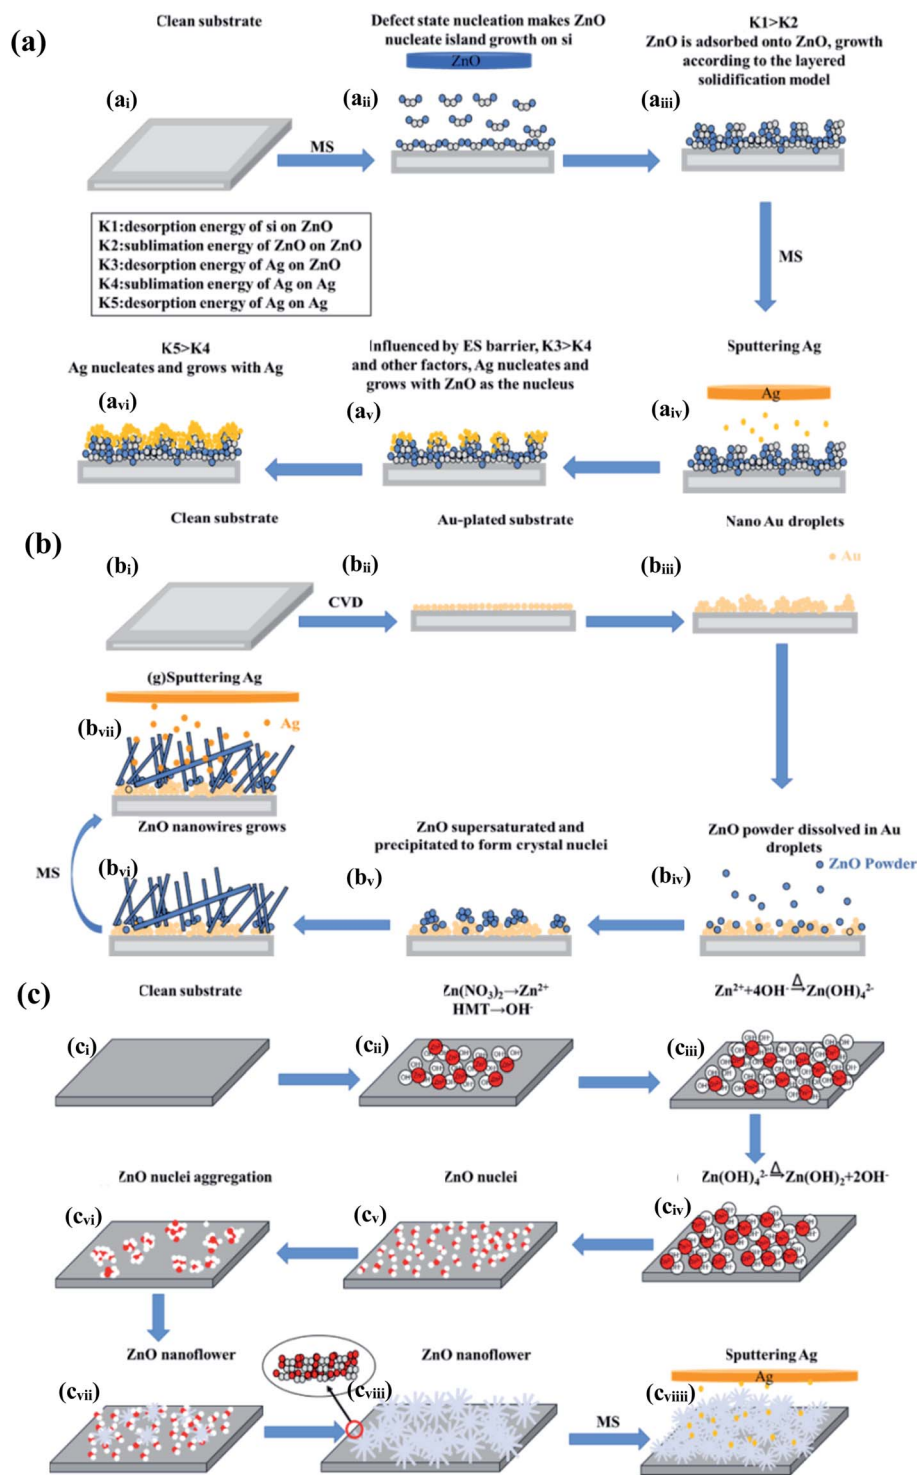 (a)
Clean substrate
Defect state nucleation makes ZnO
nucleate island growth on si
K1>K2
ZnO is adsorbed onto ZnO, growth
according to the layered
solidification model
ZnO
(ai)
(aii)
(aiii)
MS
K1:desorption energy of si on ZnO
K2:sublimation energy of ZnO on ZnO
K3:desorption energy of Ag on ZnO
K4:sublimation energy of Ag on Ag
K5:desorption energy of Ag on Ag
MS
K5>K4
Ag nucleates and grows with Ag
Influenced by ES barrier, K3>K4
and other factors, Ag nucleates and
grows with ZnO as the nucleus
Sputtering Ag
Ag
(avi)
(av)
(aiv)
(b)
Clean substrate
Au-plated substrate
Nano Au droplets
(bi)
(bii)
(biii)
Au
CVD
(g)Sputtering Ag
(bvii)
Ag
ZnO nanowires grows
ZnO supersaturated and
precipitated to form crystal nuclei
ZnO powder dissolved in Au
droplets
ZnO Powder
MS
(bvi)
(bv)
(biv)
(c)
Clean substrate
Zn(NO3)2→Zn2+
HMT→OH-
Zn2++4OH-→Δ Zn(OH)42-
(ci)
(cii)
(ciii)
ZnO nuclei aggregation
ZnO nuclei
Zn(OH)42-→Δ Zn(OH)2+2OH-
(cvi)
(cv)
(civ)
ZnO nanoflower
ZnO nanoflower
Sputtering Ag
Ag
(cvii)
(cviii)
(cviiii)
MS